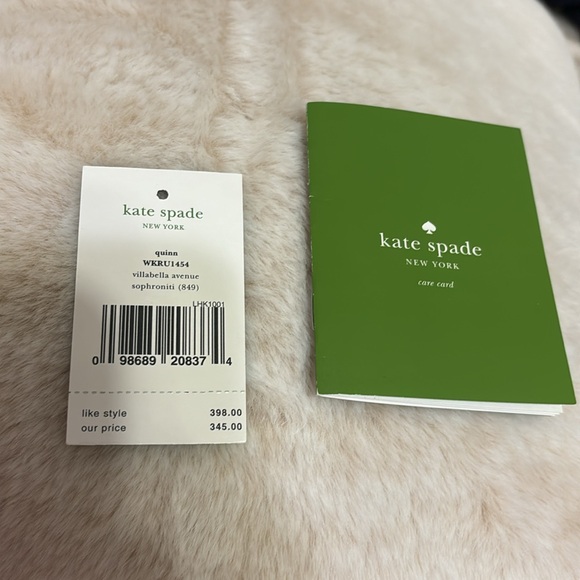 kate spade
NEW YORK
quinn
WKRU1454
villabella avenue
sophroniti (849)
LHK1001
0 98689 20837 4
like style 398.00
our price 345.00
kate spade
NEW YORK
care card